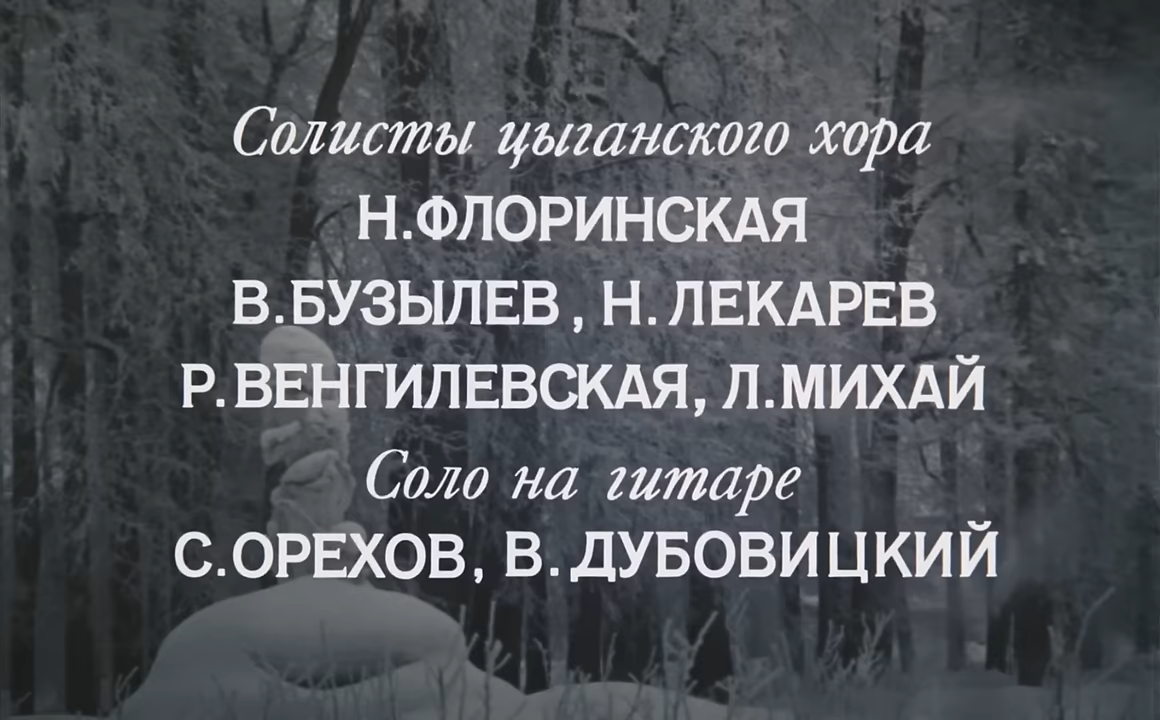 Солисты цыганского хора
Н.ФЛОРИНСКАЯ
В.БУЗЫЛЕВ, Н.ЛЕКАРЕВ
Р.ВЕНГИЛЕВСКАЯ, Л.МИХАЙ
Соло на гитаре
С.ОРЕХОВ, В.ДУБОВИЦКИЙ